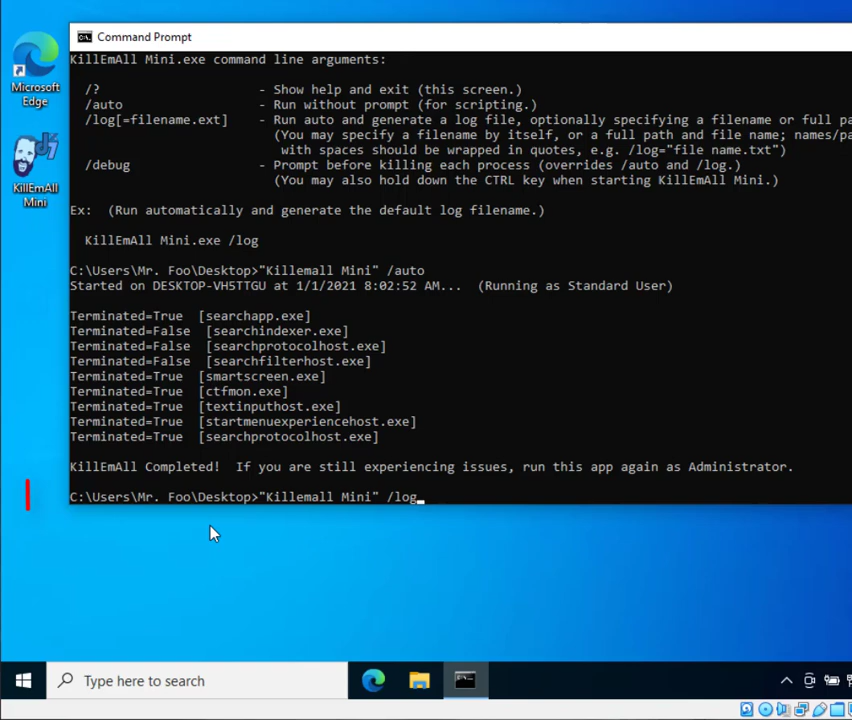 Command Prompt
KillEmAll Mini.exe command line arguments:
/? - Show help and exit (this screen.)
/auto - Run without prompt (for scripting.)
/log[=filename.ext] - Run auto and generate a log file, optionally specifying a filename or full
(You may specify a filename by itself, or a full path and file name; names/
with spaces should be wrapped in quotes, e.g. /log="file name.txt")
/debug - Prompt before killing each process (overrides /auto and /log.)
(You may also hold down the CTRL key when starting KillEmAll Mini.)
Ex: (Run automatically and generate the default log filename.)
KillEmAll Mini.exe /log
C:\Users\Mr. Foo\Desktop>"Killemall Mini" /auto
Started on DESKTOP-VH5TTGU at 1/1/2021 8:02:52 AM... (Running as Standard User)
Terminated=True [searchapp.exe]
Terminated=False [searchindexer.exe]
Terminated=False [searchprotocolhost.exe]
Terminated=False [searchfilterhost.exe]
Terminated=True [smartscreen.exe]
Terminated=True [ctfmon.exe]
Terminated=True [textinputhost.exe]
Terminated=True [startmenuexperiencehost.exe]
Terminated=True [searchprotocolhost.exe]
KillEmAll Completed! If you are still experiencing issues, run this app again as Administrator.
C:\Users\Mr. Foo\Desktop>"Killemall Mini" /log
Microsoft
Edge
KillEmAll
Mini
Type here to search